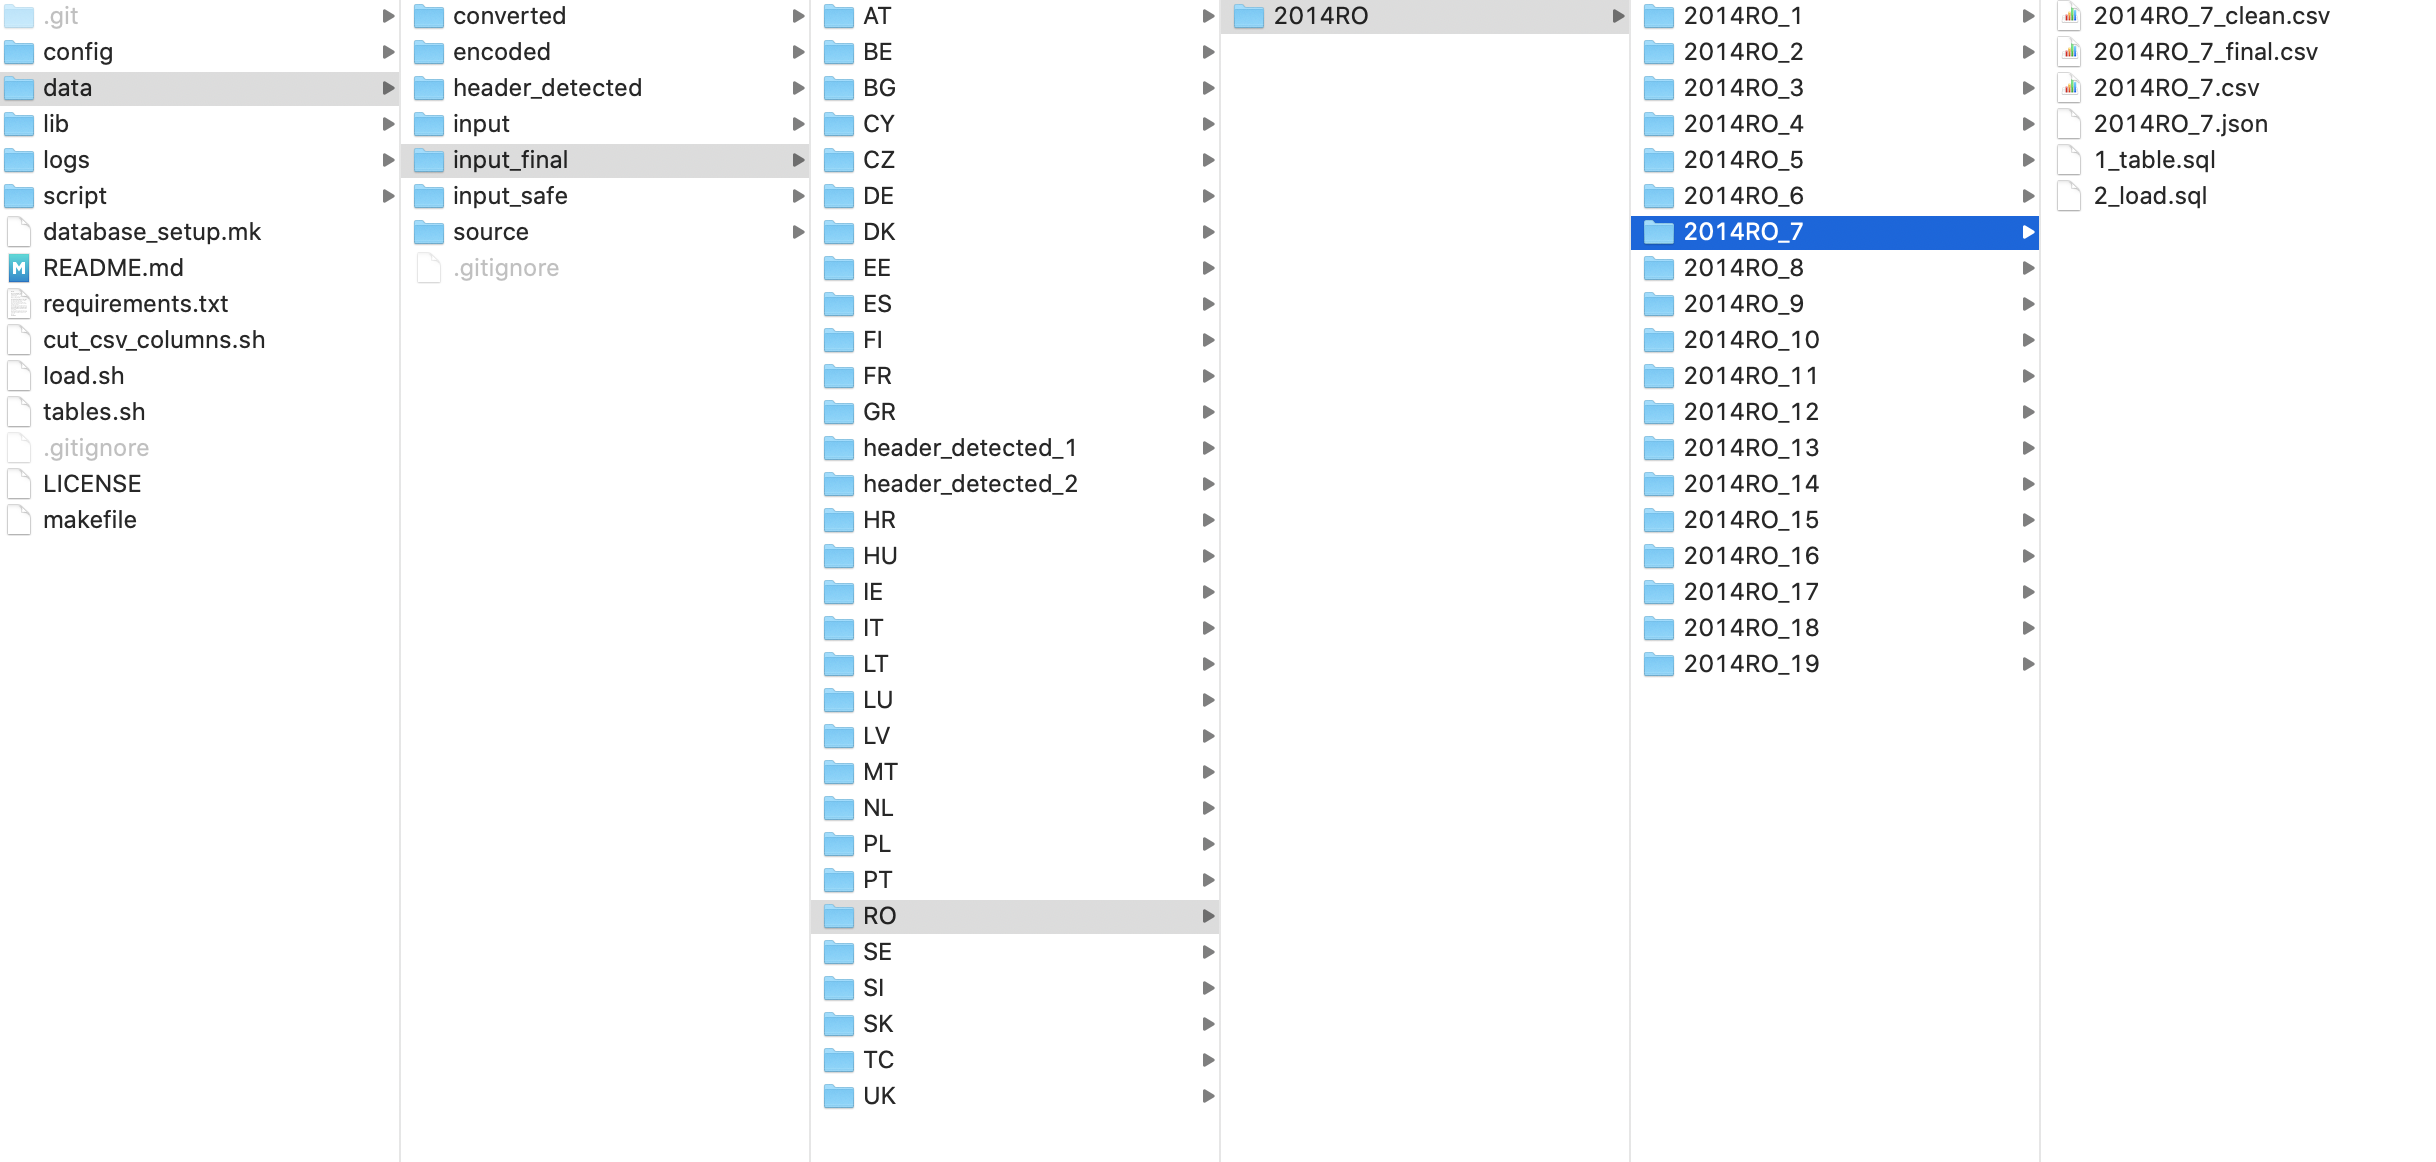 .git
config
data
lib
logs
script
database_setup.mk
README.md
requirements.txt
cut_csv_columns.sh
load.sh
tables.sh
.gitignore
LICENSE
makefile
converted
encoded
header_detected
input
input_final
input_safe
source
.gitignore
AT
BE
BG
CY
CZ
DE
DK
EE
ES
FI
FR
GR
header_detected_1
header_detected_2
HR
HU
IE
IT
LT
LU
LV
MT
NL
PL
PT
RO
SE
SI
SK
TC
UK
2014RO
2014RO_1
2014RO_2
2014RO_3
2014RO_4
2014RO_5
2014RO_6
2014RO_7
2014RO_8
2014RO_9
2014RO_10
2014RO_11
2014RO_12
2014RO_13
2014RO_14
2014RO_15
2014RO_16
2014RO_17
2014RO_18
2014RO_19
2014RO_7_clean.csv
2014RO_7_final.csv
2014RO_7.csv
2014RO_7.json
1_table.sql
2_load.sql